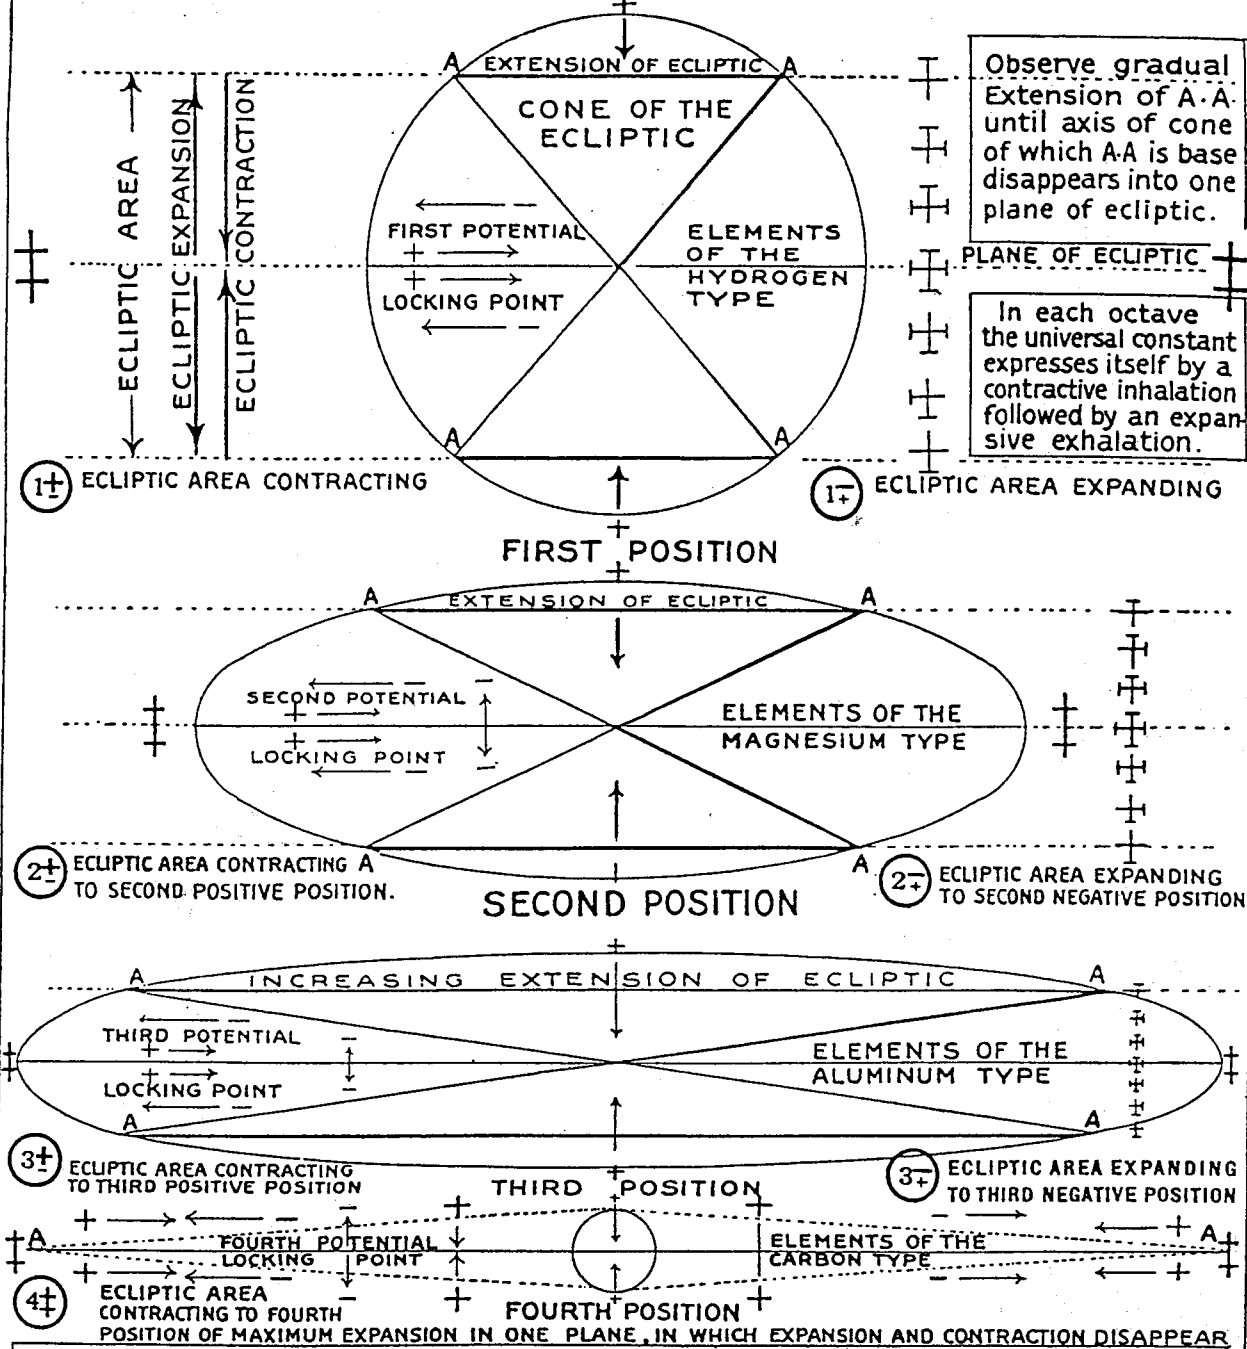 A EXTENSION OF ECLIPTIC A
CONE OF THE
ECLIPTIC
ECLIPTIC AREA
ECLIPTIC EXPANSION
ECLIPTIC CONTRACTION
Observe gradual
Extension of A·A·
until axis of cone
of which A·A is base
disappears into one
plane of ecliptic.
FIRST POTENTIAL
LOCKING POINT
ELEMENTS
OF THE
HYDROGEN
TYPE
PLANE OF ECLIPTIC
In each octave
the universal constant
expresses itself by a
contractive inhalation
followed by an expan-
sive exhalation.
A A
1± ECLIPTIC AREA CONTRACTING
1∓ ECLIPTIC AREA EXPANDING
FIRST POSITION
A EXTENSION OF ECLIPTIC A
SECOND POTENTIAL
LOCKING POINT
ELEMENTS OF THE
MAGNESIUM TYPE
A A
2± ECLIPTIC AREA CONTRACTING
TO SECOND POSITIVE POSITION.
2∓ ECLIPTIC AREA EXPANDING
TO SECOND NEGATIVE POSITION
SECOND POSITION
A INCREASING EXTENSION OF ECLIPTIC A
THIRD POTENTIAL
LOCKING POINT
ELEMENTS OF THE
ALUMINUM TYPE
A A
3± ECLIPTIC AREA CONTRACTING
TO THIRD POSITIVE POSITION
3∓ ECLIPTIC AREA EXPANDING
TO THIRD NEGATIVE POSITION
THIRD POSITION
A A
FOURTH POTENTIAL
LOCKING POINT
ELEMENTS OF THE
CARBON TYPE
4‡ ECLIPTIC AREA
CONTRACTING TO FOURTH
FOURTH POSITION
POSITION OF MAXIMUM EXPANSION IN ONE PLANE, IN WHICH EXPANSION AND CONTRACTION DISAPPEAR